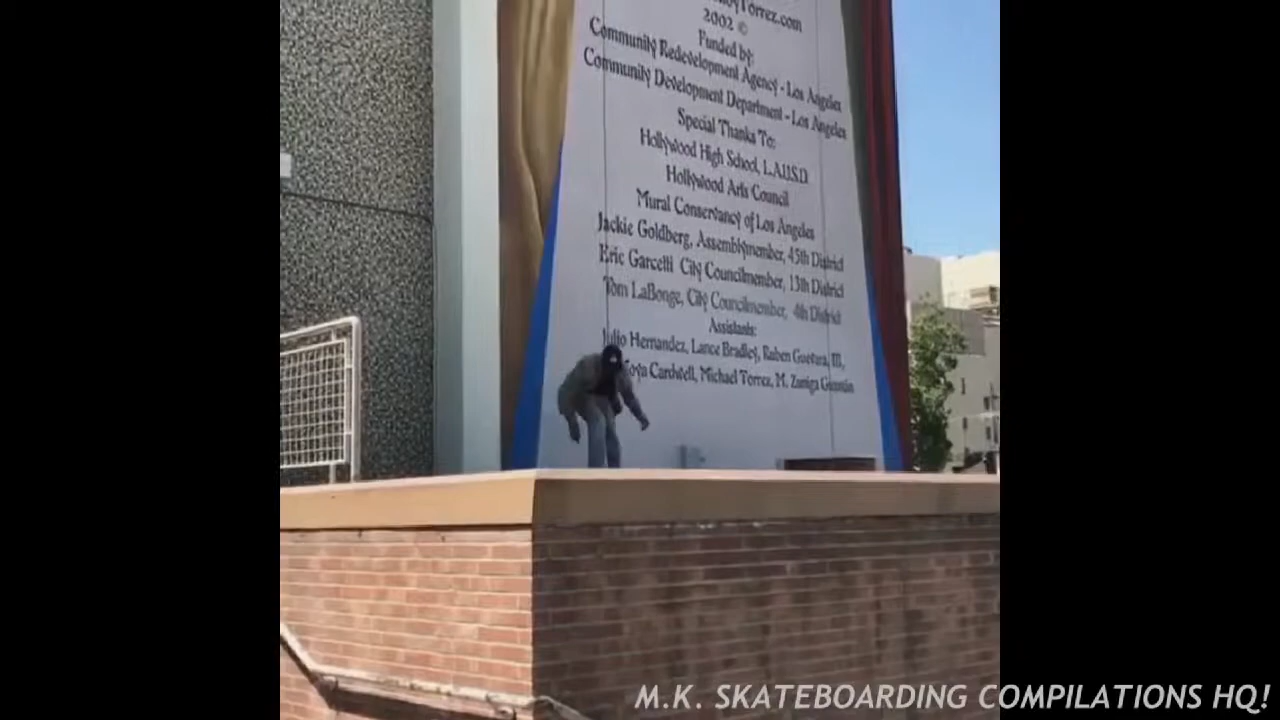 Torrez.com
2002 ©
Funded by:
Community Redevelopment Agency - Los Angeles
Community Development Department - Los Angeles
Special Thanks To:
Hollywood High School, L.A.U.S.D.
Hollywood Arts Council
Mural Conservancy of Los Angeles
Jackie Goldberg, Assemblymember, 45th District
Eric Garcetti City Councilmember, 13th District
Tom LaBonge, City Councilmember, 4th District
Assistants:
Julio Hernandez, Lance Bradley, Ruben Guevara, III,
Cardwell, Michael Torrez, M. Zuniga
M.K. SKATEBOARDING COMPILATIONS HQ!